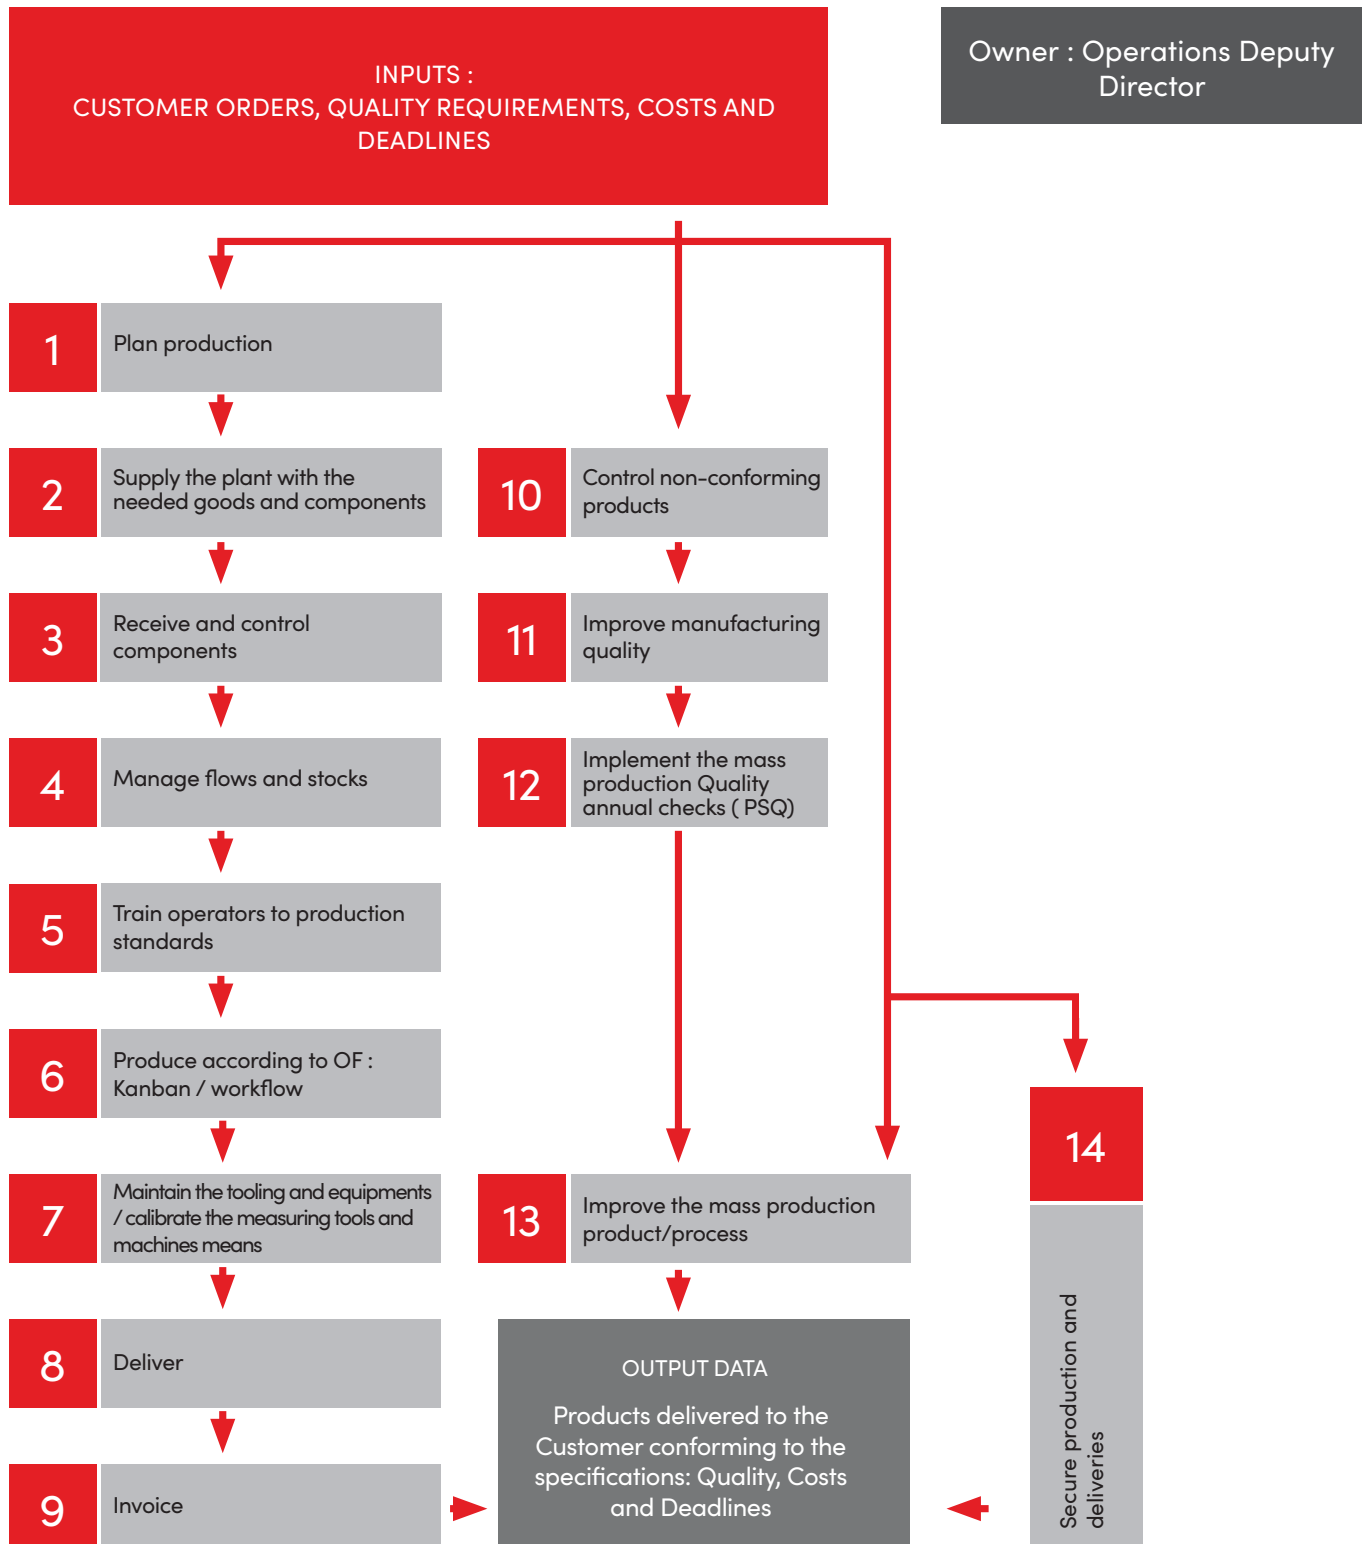 INPUTS :
CUSTOMER ORDERS, QUALITY REQUIREMENTS, COSTS AND
DEADLINES
Owner : Operations Deputy
Director
1
Plan production
2
Supply the plant with the
needed goods and components
3
Receive and control
components
4
Manage flows and stocks
5
Train operators to production
standards
6
Produce according to OF :
Kanban / workflow
7
Maintain the tooling and equipments
/ calibrate the measuring tools and
machines means
8
Deliver
9
Invoice
10
Control non-conforming
products
11
Improve manufacturing
quality
12
Implement the mass
production Quality
annual checks ( PSQ)
13
Improve the mass production
product/process
OUTPUT DATA
Products delivered to the
Customer conforming to the
specifications: Quality, Costs
and Deadlines
14
Secure production and
deliveries